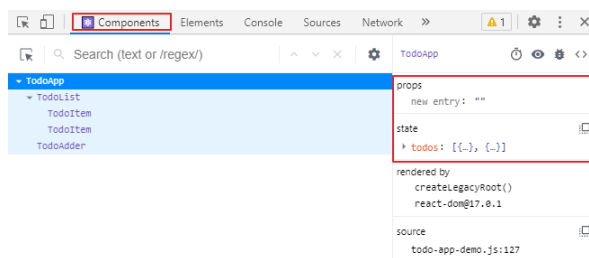 Components Elements Console Sources Network » 1
Search (text or /regex/) TodoApp
TodoApp
TodoList
TodoItem
TodoItem
TodoAdder
props
new entry: ""
state
todos: [{…}, {…}]
rendered by
createLegacyRoot()
react-dom@17.0.1
source
todo-app-demo.js:127